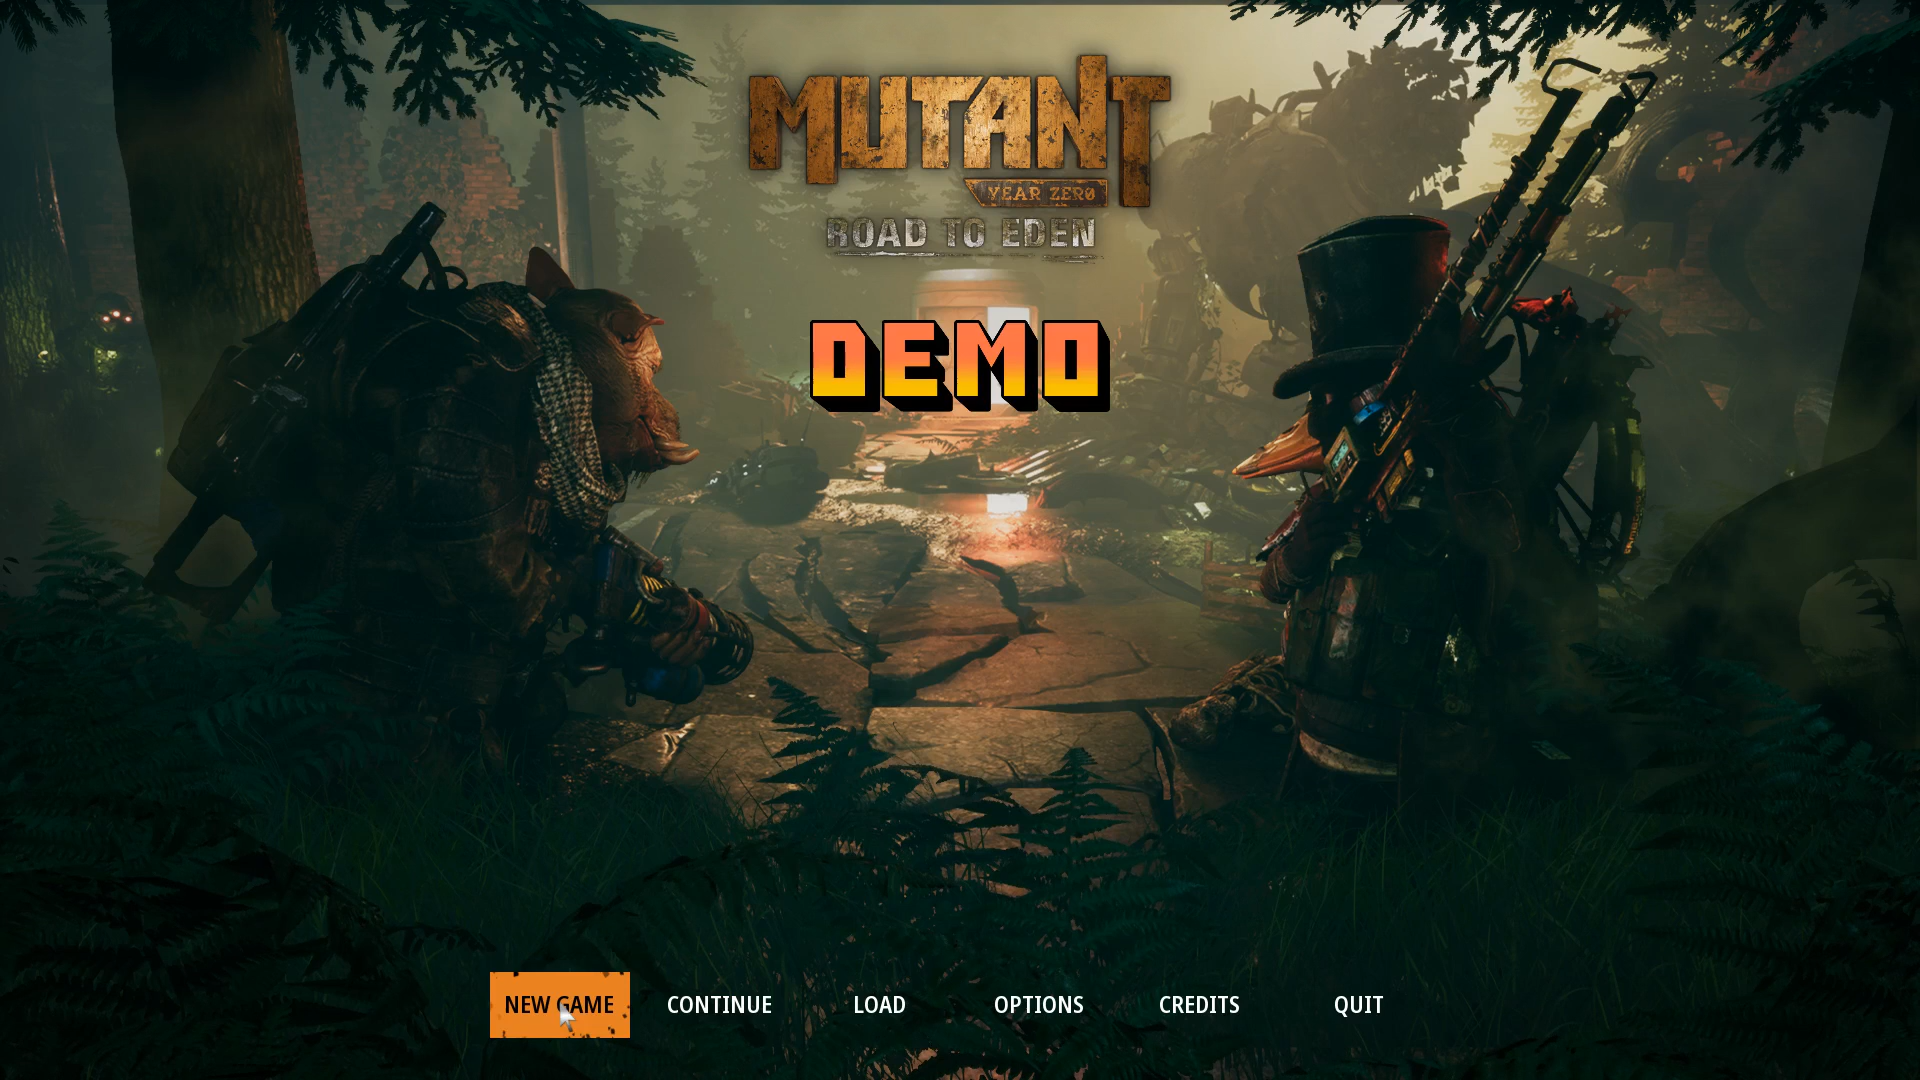 MUTANT
YEAR ZERO
ROAD TO EDEN
DEMO
NEW GAME CONTINUE LOAD OPTIONS CREDITS QUIT